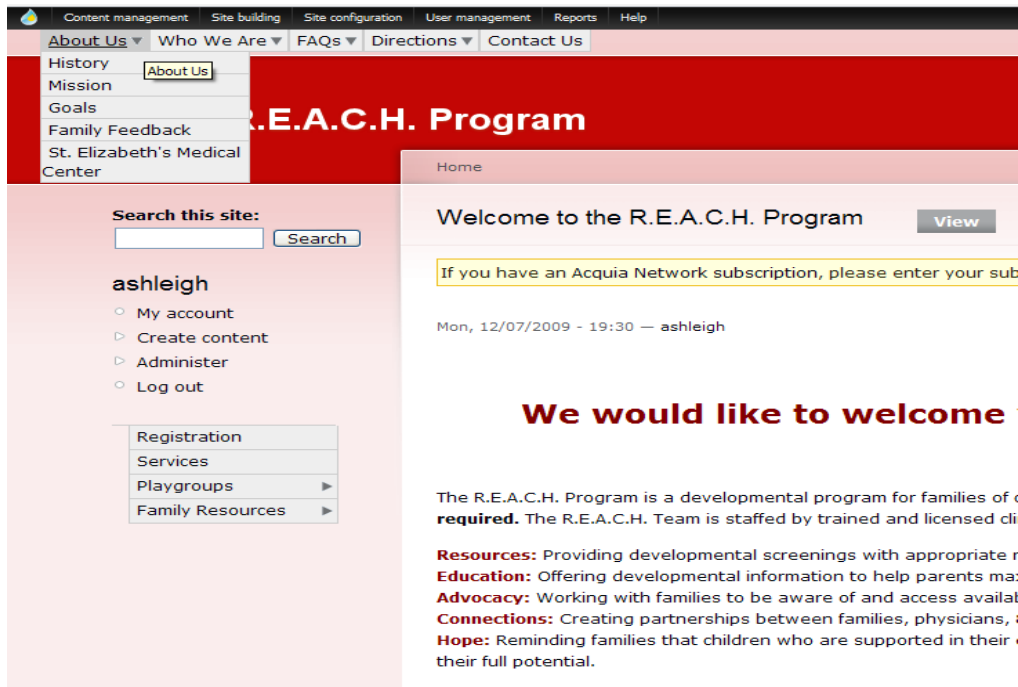 Content management Site building Site configuration User management Reports Help
About Us Who We Are FAQs Directions Contact Us
History
About Us
Mission
Goals
Family Feedback
St. Elizabeth's Medical
Center
.E.A.C.H. Program
Home
Search this site:
Search
ashleigh
My account
Create content
Administer
Log out
Registration
Services
Playgroups
Family Resources
Welcome to the R.E.A.C.H. Program View
If you have an Acquia Network subscription, please enter your sub
Mon, 12/07/2009 - 19:30 — ashleigh
We would like to welcome
The R.E.A.C.H. Program is a developmental program for families of
required. The R.E.A.C.H. Team is staffed by trained and licensed cli
Resources: Providing developmental screenings with appropriate
Education: Offering developmental information to help parents max
Advocacy: Working with families to be aware of and access availab
Connections: Creating partnerships between families, physicians,
Hope: Reminding families that children who are supported in their
their full potential.